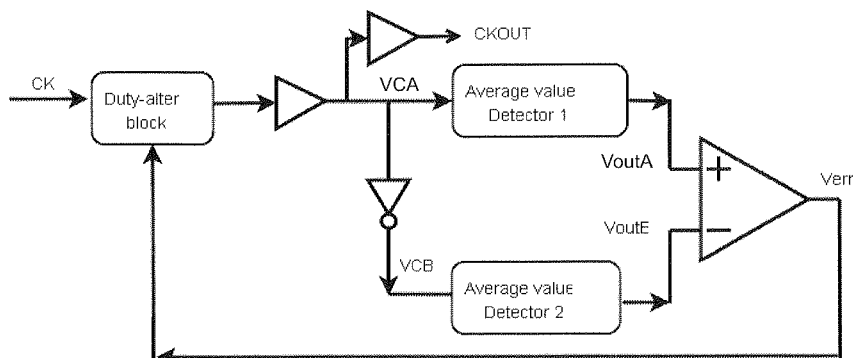 CKOUT
CK
Duty-alter
block
VCA
Average value
Detector 1
VoutA
+
Verr
VoutE
−
VCB
Average value
Detector 2